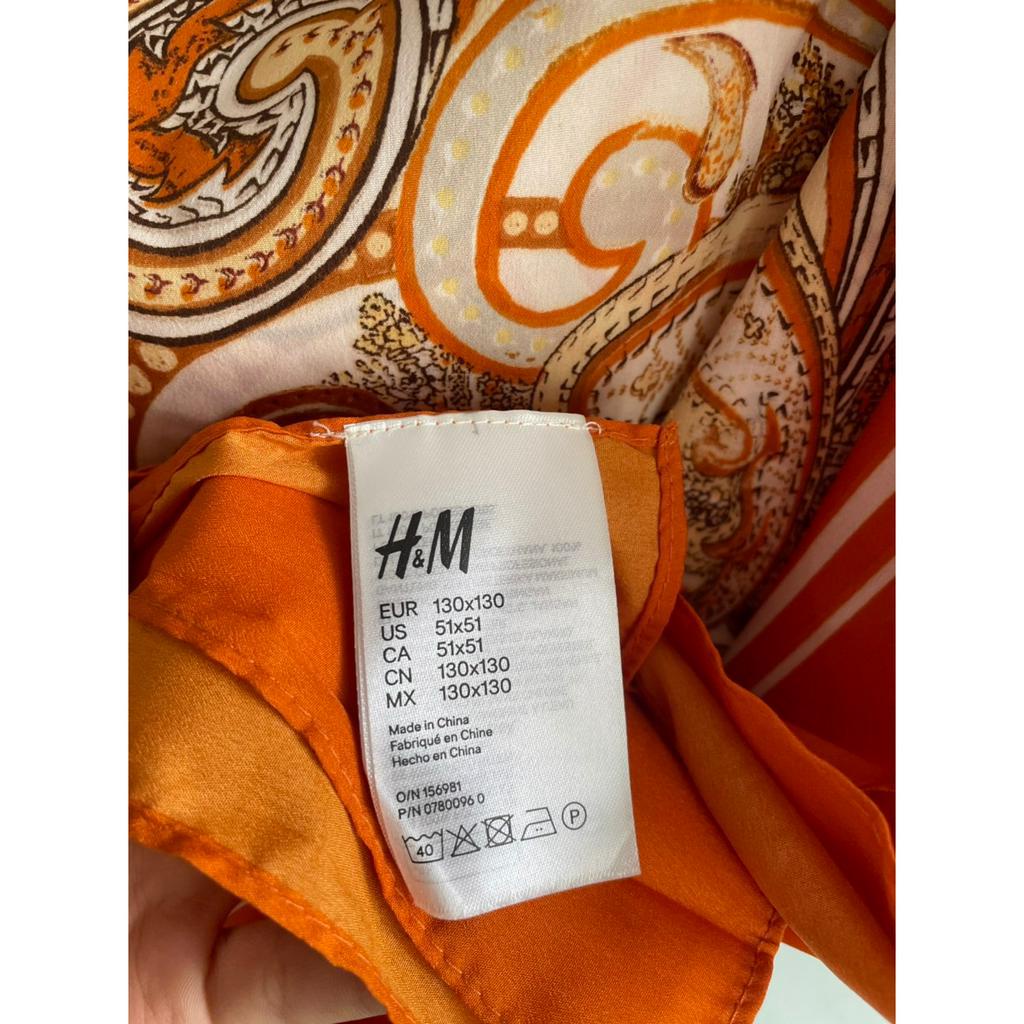 H&M
EUR 130x130
US 51x51
CA 51x51
CN 130x130
MX 130x130
Made in China
Fabriqué en Chine
Hecho en China
O/N 156981
P/N 0780096 0
40 P